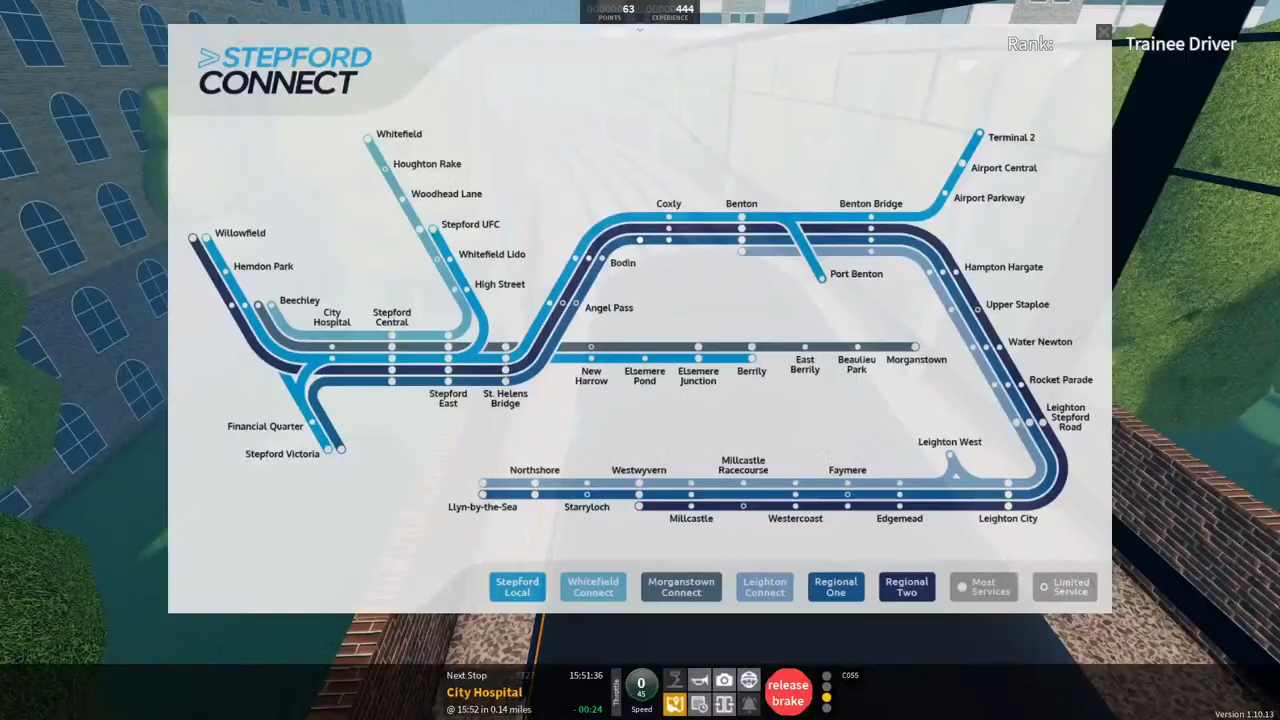 00000063
POINTS
00000444
EXPERIENCE
Rank:
Trainee Driver
>STEPFORD
CONNECT
Whitefield
Houghton Rake
Woodhead Lane
Stepford UFC
Whitefield Lido
High Street
Willowfield
Hemdon Park
Beechley
City
Hospital
Stepford
Central
Stepford
East
St. Helens
Bridge
Financial Quarter
Stepford Victoria
Coxly
Benton
Benton Bridge
Bodin
Angel Pass
Port Benton
Terminal 2
Airport Central
Airport Parkway
New
Harrow
Elsemere
Pond
Elsemere
Junction
Berrily
East
Berrily
Beaulieu
Park
Morganstown
Hampton Hargate
Upper Staploe
Water Newton
Rocket Parade
Leighton
Stepford
Road
Leighton West
Northshore
Westwyvern
Millcastle
Racecourse
Faymere
Llyn-by-the-Sea
Starryloch
Millcastle
Westercoast
Edgemead
Leighton City
Stepford
Local
Whitefield
Connect
Morganstown
Connect
Leighton
Connect
Regional
One
Regional
Two
Most
Services
Limited
Service
Next Stop
3T27
15:51:36
City Hospital
@ 15:52 in 0.14 miles
- 00:24
Throttle
0
45
Speed
release
brake
C055
Version 1.10.13